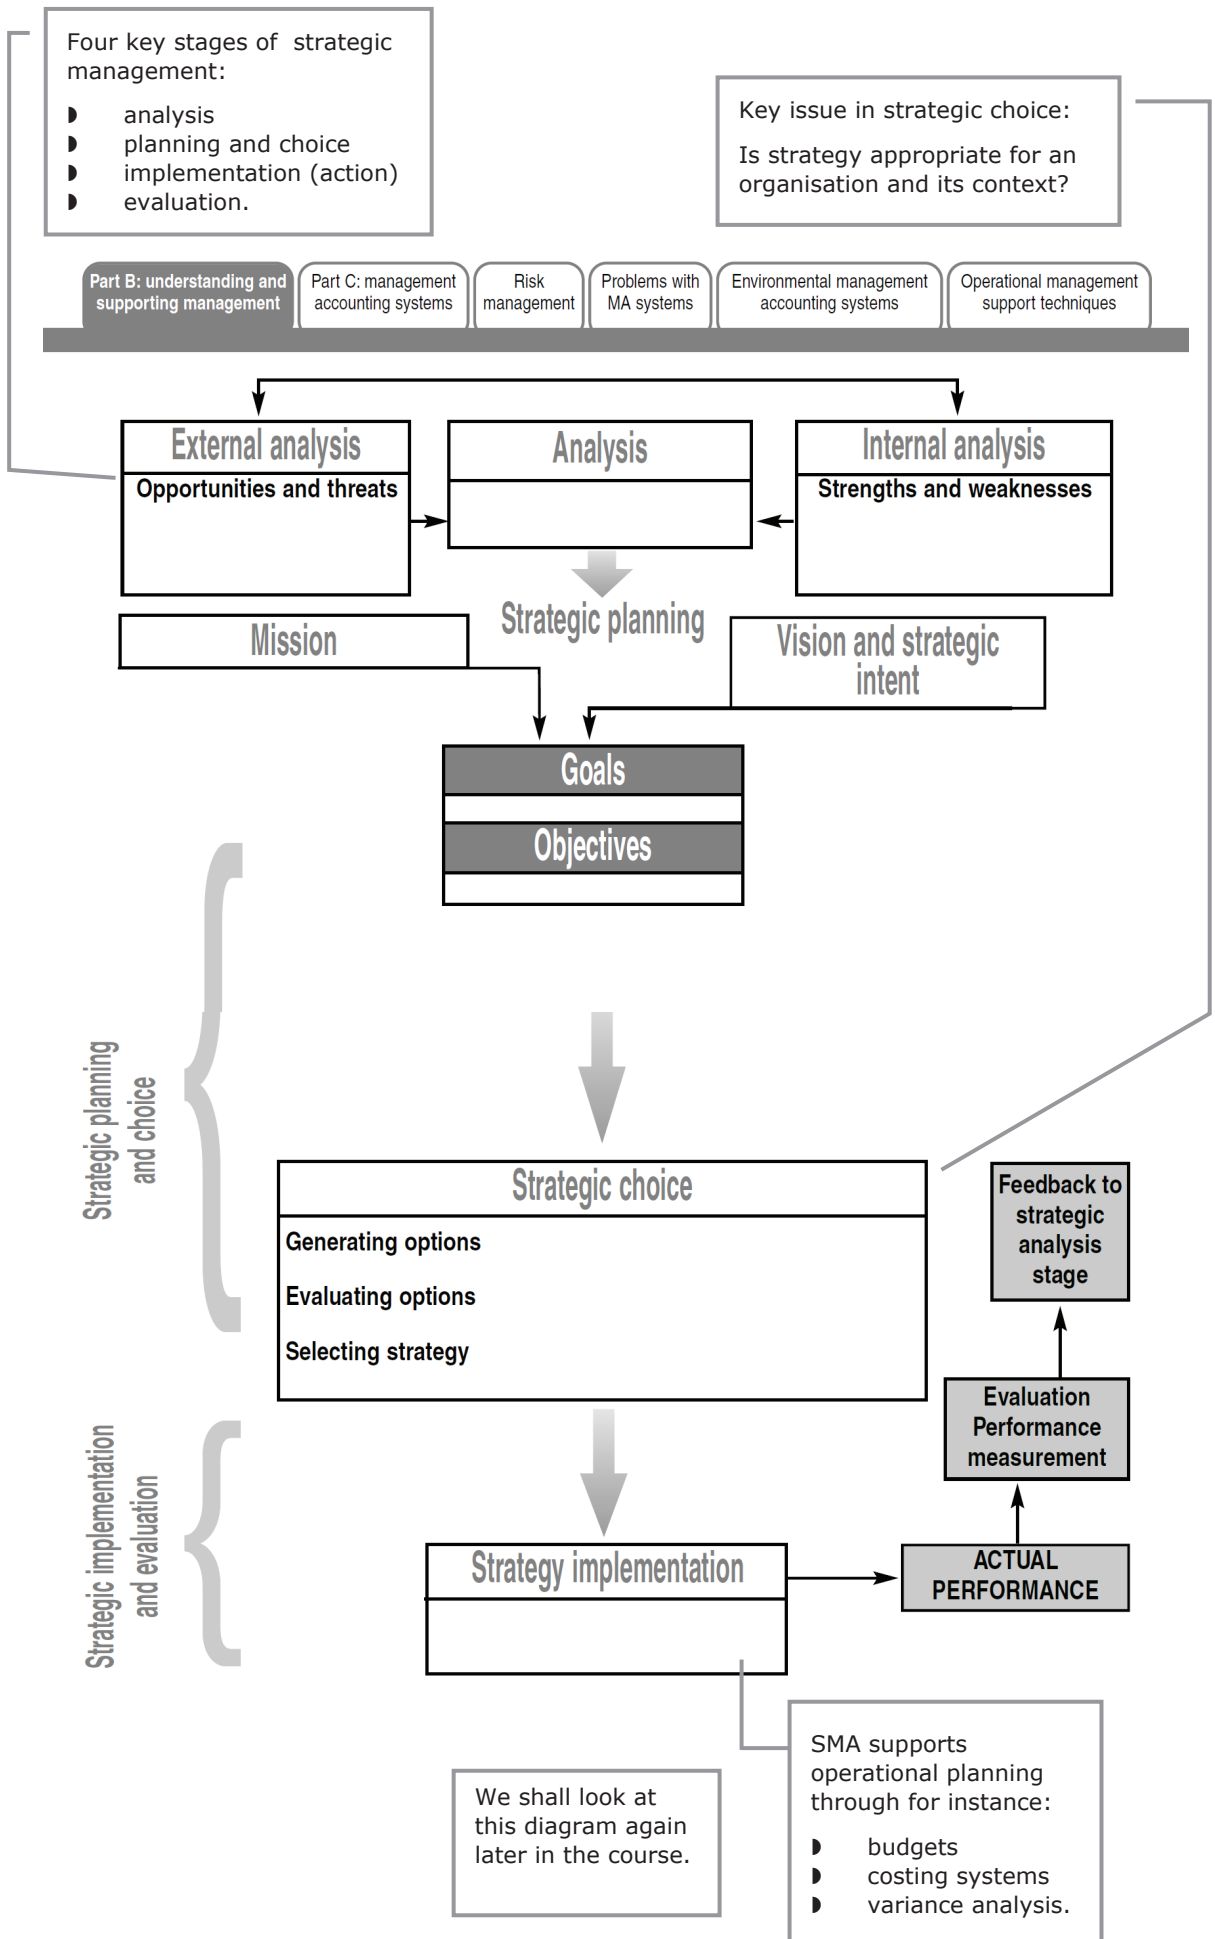 Four key stages of strategic
management:
◗ analysis
◗ planning and choice
◗ implementation (action)
◗ evaluation.
Key issue in strategic choice:
Is strategy appropriate for an
organisation and its context?
Part B: understanding and
supporting management
Part C: management
accounting systems
Risk
management
Problems with
MA systems
Environmental management
accounting systems
Operational management
support techniques
External analysis
Opportunities and threats
Analysis
Internal analysis
Strengths and weaknesses
Strategic planning
Mission
Vision and strategic
intent
Goals
Objectives
Strategic planning
and choice
Strategic choice
Generating options
Evaluating options
Selecting strategy
Feedback to
strategic
analysis
stage
Evaluation
Performance
measurement
Strategic implementation
and evaluation
Strategy implementation
ACTUAL
PERFORMANCE
We shall look at
this diagram again
later in the course.
SMA supports
operational planning
through for instance:
◗ budgets
◗ costing systems
◗ variance analysis.